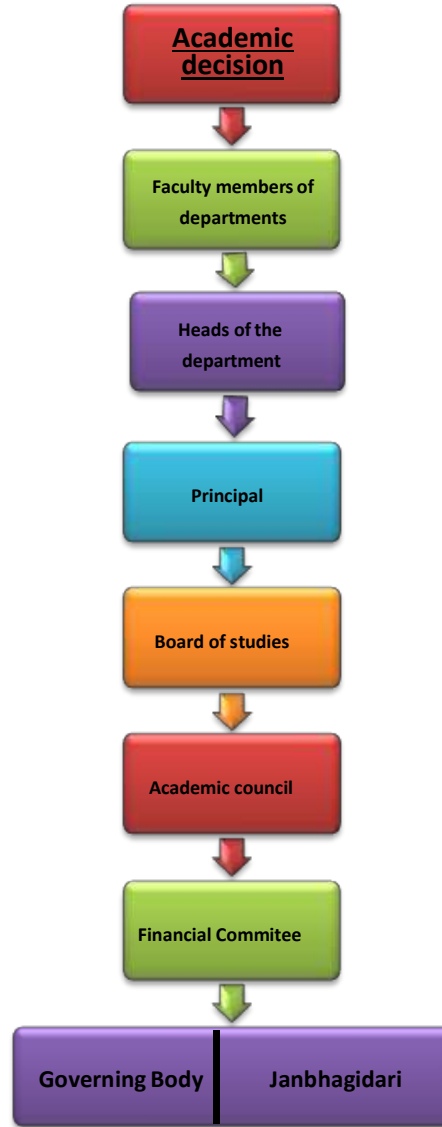 Academic
decision
Faculty members of
departments
Heads of the
department
Principal
Board of studies
Academic council
Financial Commitee
Governing Body
Janbhagidari